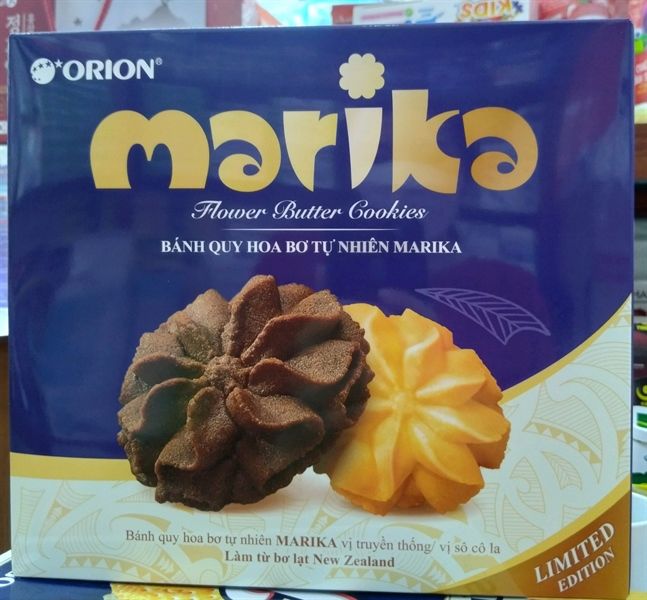 ORION®
marika
Flower Butter Cookies
BÁNH QUY HOA BƠ TỰ NHIÊN MARIKA
Bánh quy hoa bơ tự nhiên MARIKA vị truyền thống/ vị sô cô la
Làm từ bơ lạt New Zealand
LIMITED
EDITION
KIDS